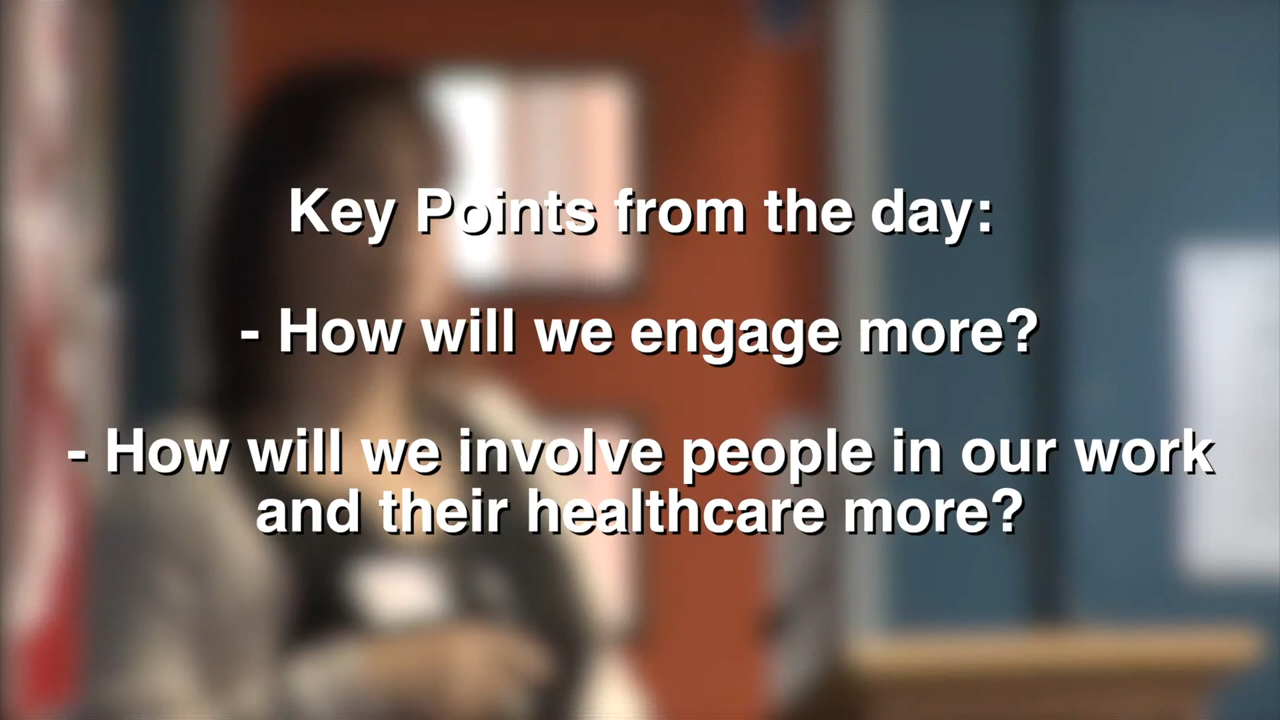 Key Points from the day:
- How will we engage more?
- How will we involve people in our work
and their healthcare more?